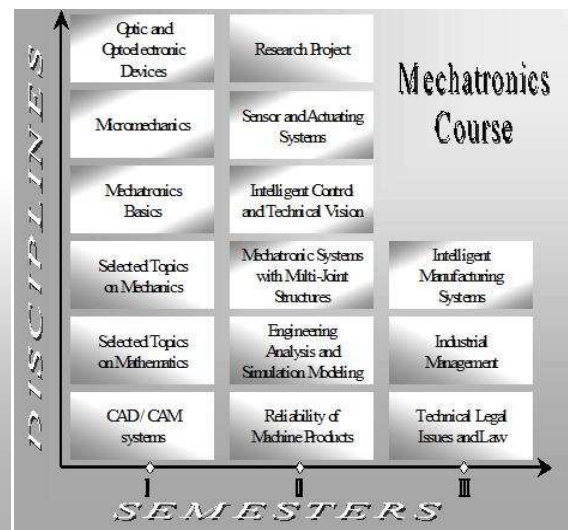 Mechatronics
Course
DISCIPLINES
Optic and
Optoelectronic
Devices
Research Project
Micromechanics
Sensor and Actuating
Systems
Mechatronics
Basics
Intelligent Control
and Technical Vision
Selected Topics
on Mechanics
Mechatronic Systems
with Multi-Joint
Structures
Intelligent
Manufacturing
Systems
Selected Topics
on Mathematics
Engineering
Analysis and
Simulation Modeling
Industrial
Management
CAD / CAM
systems
Reliability of
Machine Products
Technical Legal
Issues and Law
I
II
III
SEMESTERS